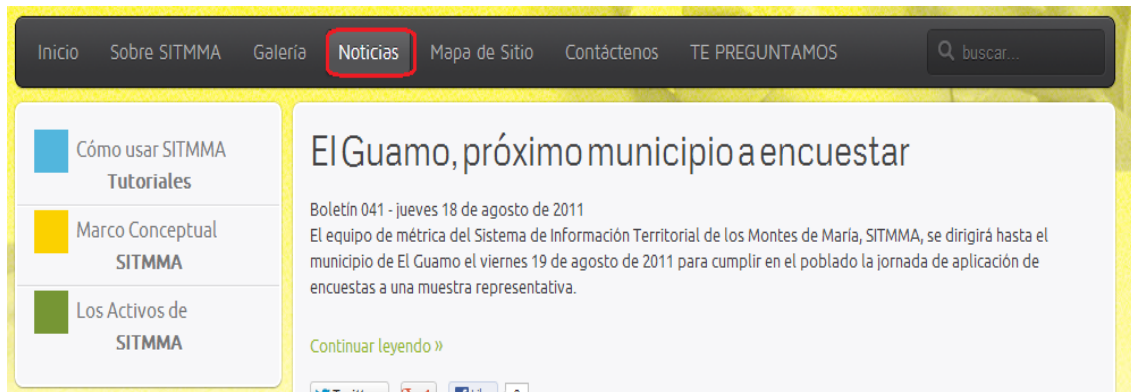 Inicio Sobre SITMMA Galería Noticias Mapa de Sitio Contáctenos TE PREGUNTAMOS buscar...
Cómo usar SITMMA
Tutoriales
Marco Conceptual
SITMMA
Los Activos de
SITMMA
El Guamo, próximo municipio a encuestar
Boletín 041 - jueves 18 de agosto de 2011
El equipo de métrica del Sistema de Información Territorial de los Montes de María, SITMMA, se dirigirá hasta el
municipio de El Guamo el viernes 19 de agosto de 2011 para cumplir en el poblado la jornada de aplicación de
encuestas a una muestra representativa.
Continuar leyendo »